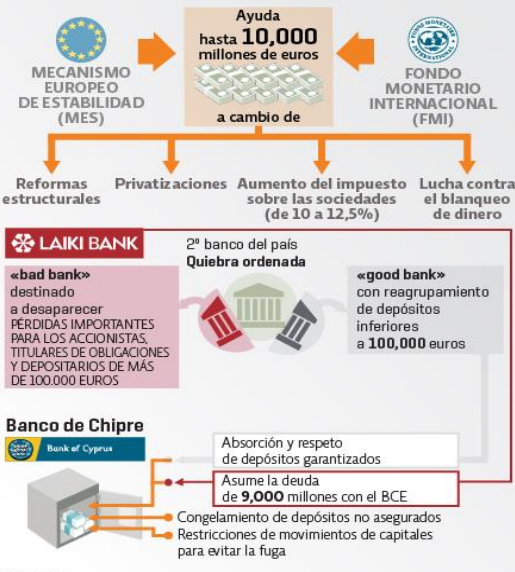 Ayuda
hasta 10,000
millones de euros
MECANISMO
EUROPEO
DE ESTABILIDAD
(MES)
FONDO
MONETARIO
INTERNACIONAL
(FMI)
a cambio de
Reformas
estructurales
Privatizaciones
Aumento del impuesto
sobre las sociedades
(de 10 a 12,5%)
Lucha contra
el blanqueo
de dinero
LAIKI BANK
2º banco del país
Quiebra ordenada
«bad bank»
destinado
a desaparecer
PÉRDIDAS IMPORTANTES
PARA LOS ACCIONISTAS,
TITULARES DE OBLIGACIONES
Y DEPOSITARIOS DE MÁS
DE 100.000 EUROS
«good bank»
con reagrupamiento
de depósitos
inferiores
a 100,000 euros
Banco de Chipre
Bank of Cyprus
Absorción y respeto
de depósitos garantizados
Asume la deuda
de 9,000 millones con el BCE
Congelamiento de depósitos no asegurados
Restricciones de movimientos de capitales
para evitar la fuga